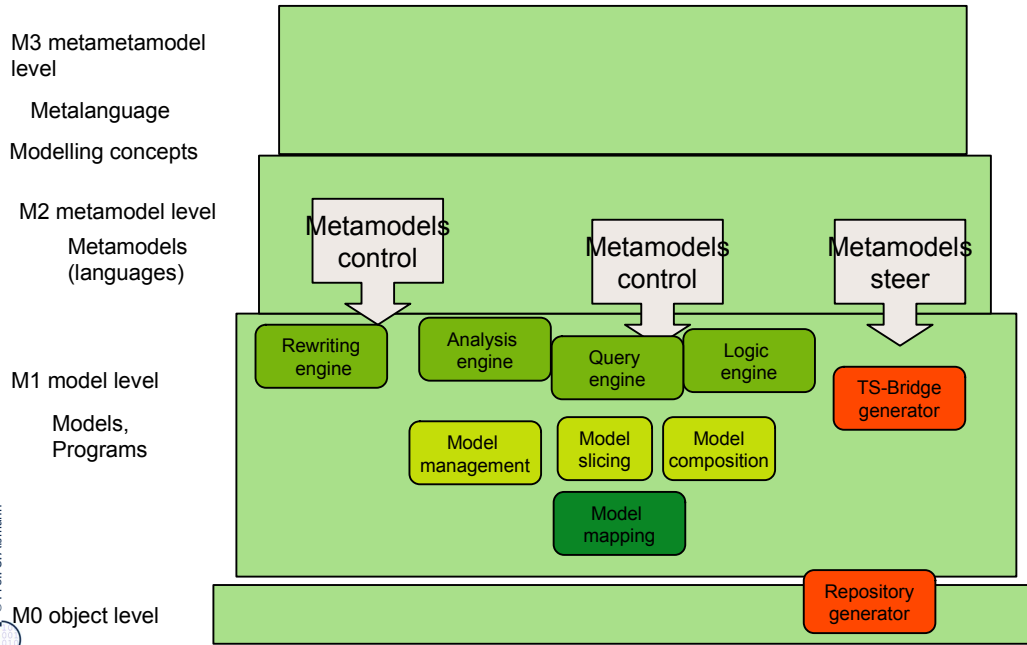 M3 metametamodel
level
Metalanguage
Modelling concepts
M2 metamodel level
Metamodels
(languages)
Metamodels
control
Metamodels
control
Metamodels
steer
Rewriting
engine
Analysis
engine
Query
engine
Logic
engine
TS-Bridge
generator
M1 model level
Models,
Programs
Model
management
Model
slicing
Model
composition
Model
mapping
M0 object level
Repository
generator